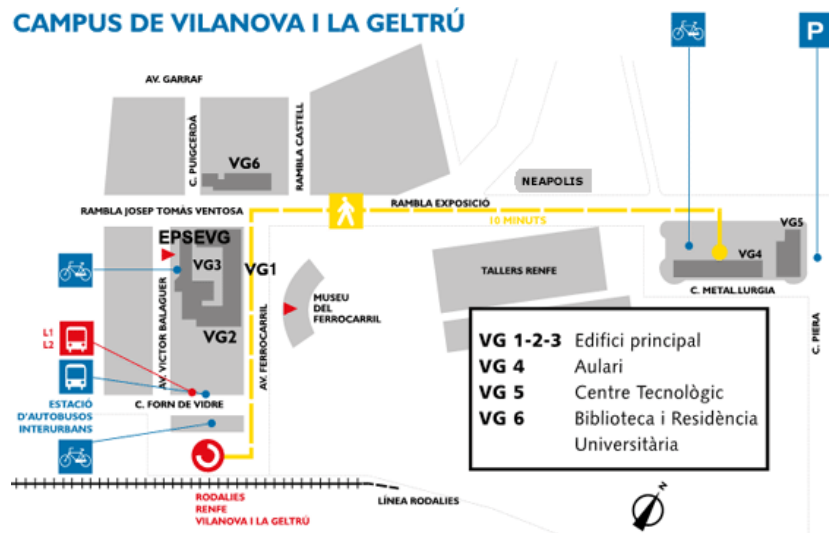 CAMPUS DE VILANOVA I LA GELTRÚ
P
AV. GARRAF
C. PUIGCERDÀ
VG6
RAMBLA CASTELL
NEAPOLIS
RAMBLA JOSEP TOMÀS VENTOSA
RAMBLA EXPOSICIÓ
10 MINUTS
EPSEVG
VG3
VG1
VG2
AV. VICTOR BALAGUER
AV. FERROCARRIL
MUSEU
DEL
FERROCARRIL
TALLERS RENFE
VG5
VG4
C. METAL.LURGIA
C. PIERA
L1
L2
ESTACIÓ
D'AUTOBUSOS
INTERURBANS
C. FORN DE VIDRE
VG 1-2-3 Edifici principal
VG 4 Aulari
VG 5 Centre Tecnològic
VG 6 Biblioteca i Residència
Universitària
RODALIES
RENFE
VILANOVA I LA GELTRÚ
LÍNEA RODALIES